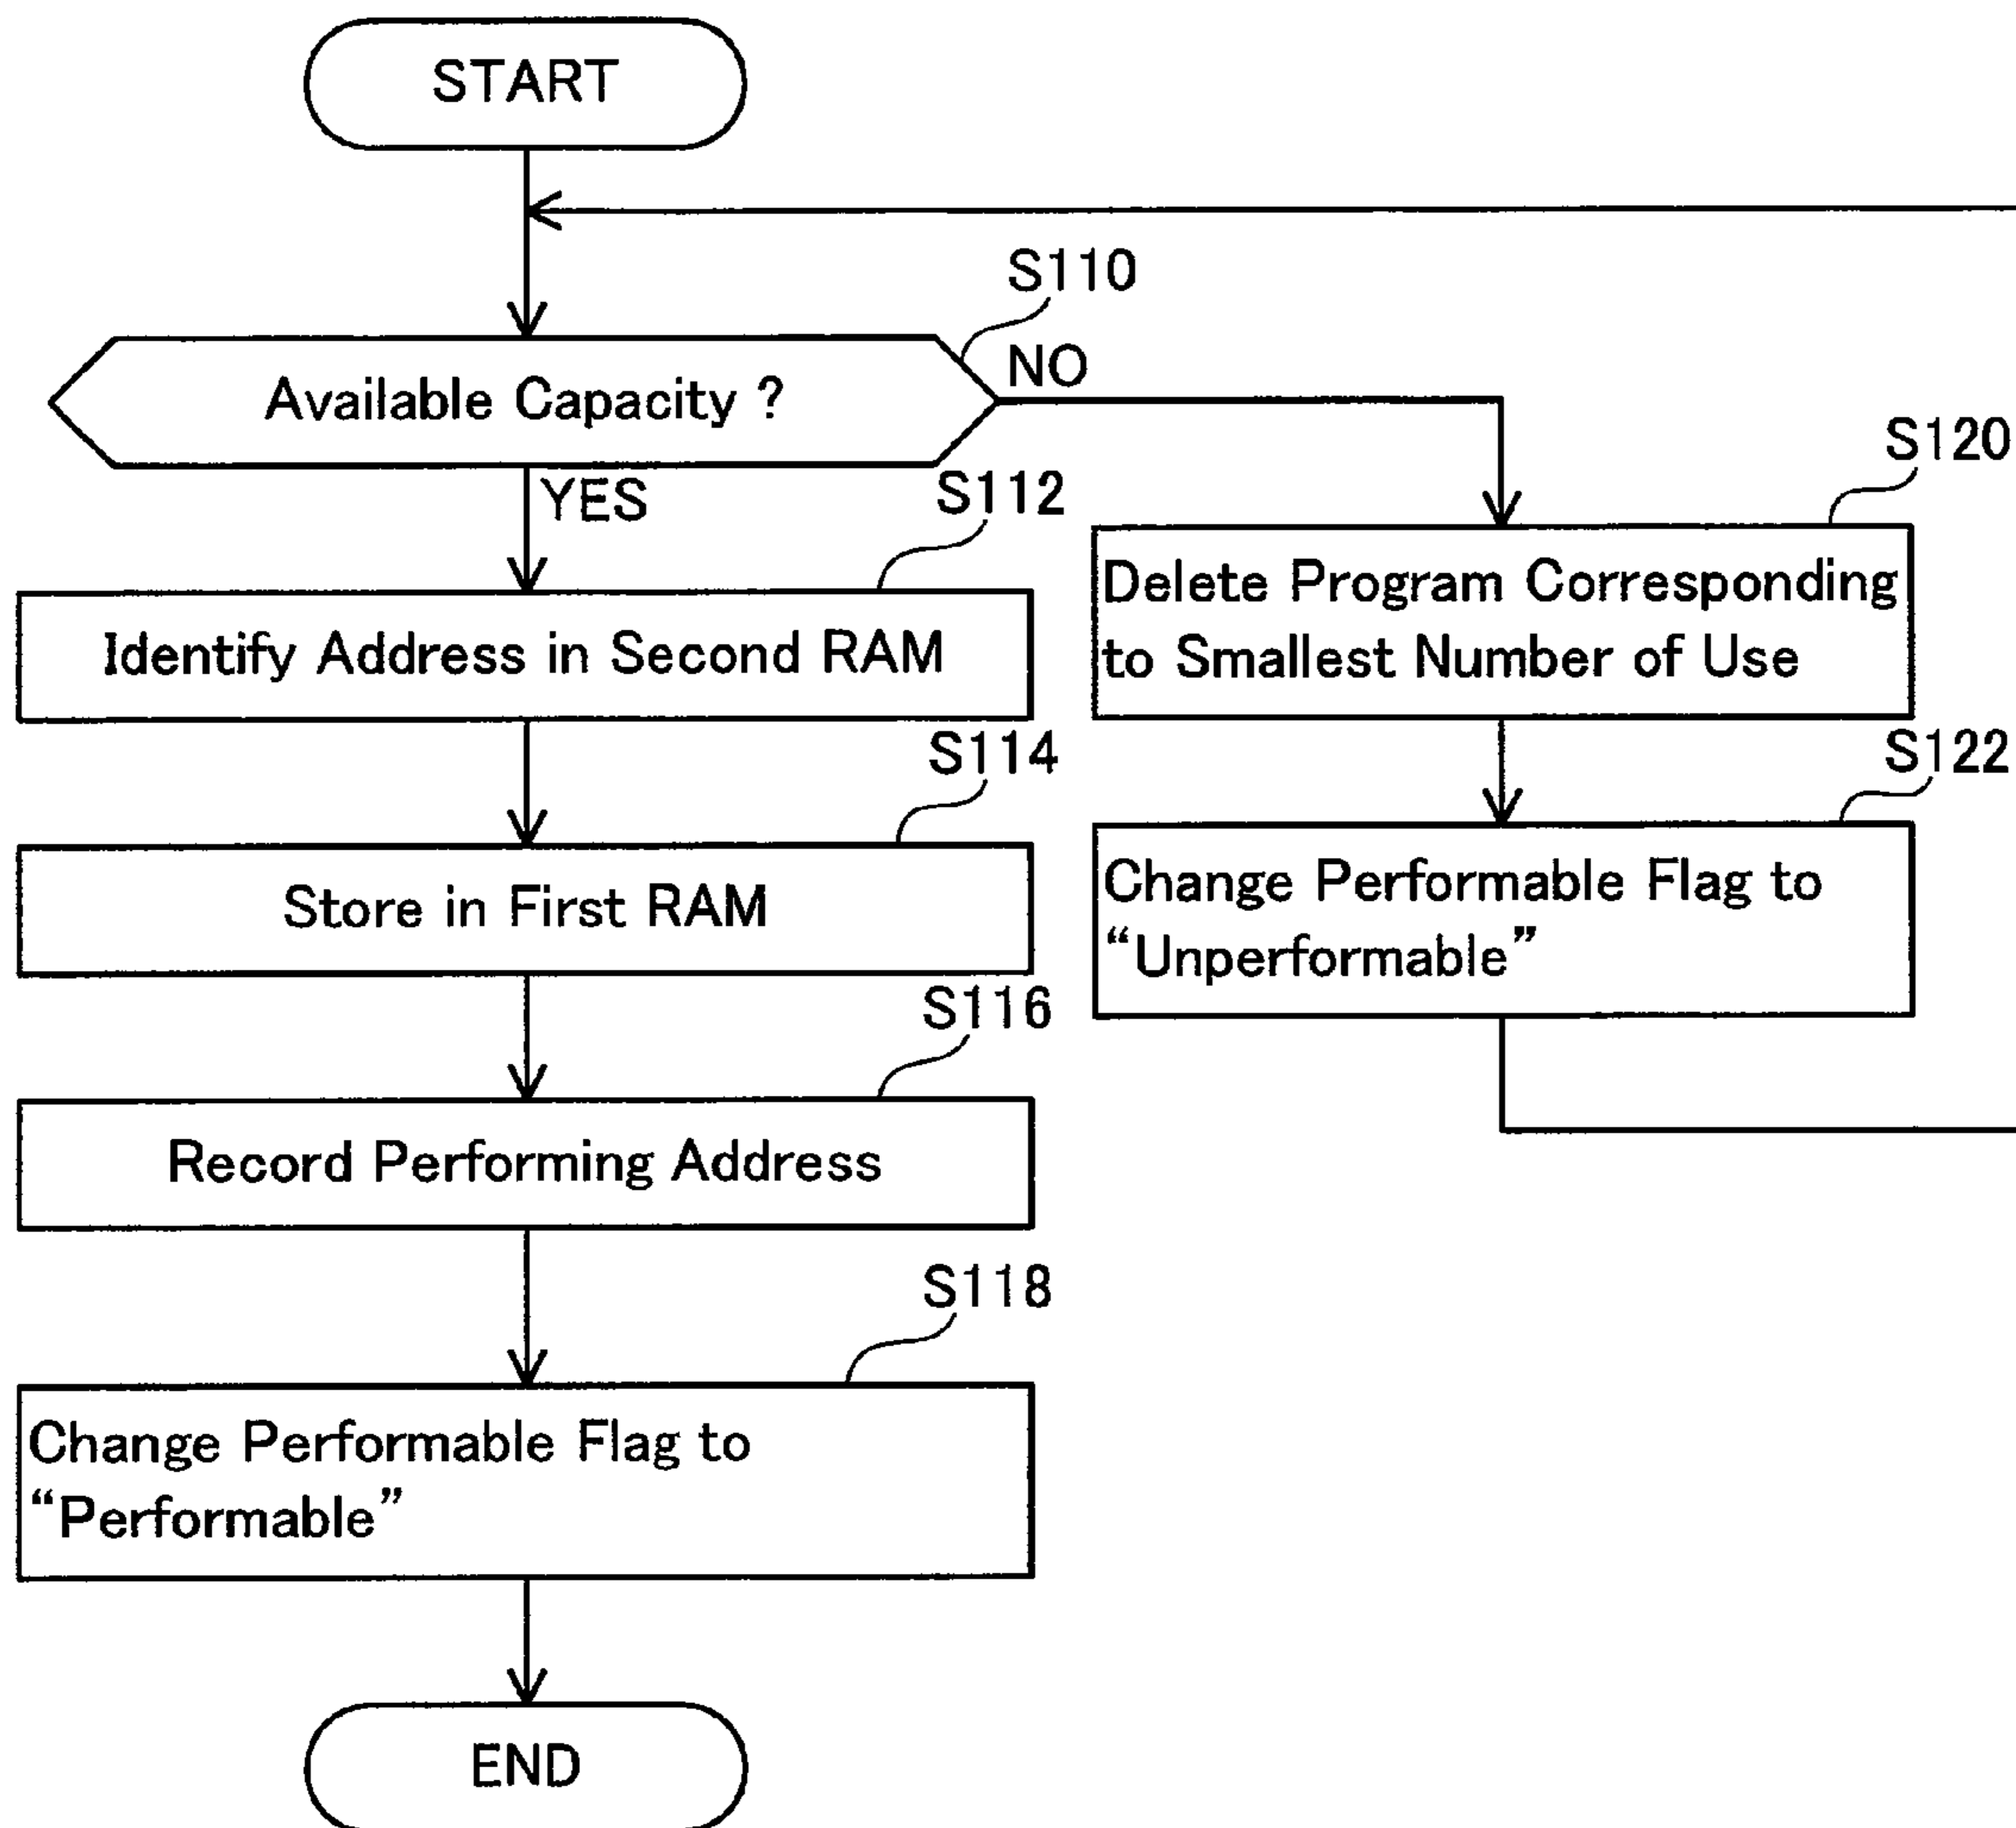 START
S110
Available Capacity ?
NO
YES
S112
Identify Address in Second RAM
S114
Store in First RAM
S116
Record Performing Address
S118
Change Performable Flag to
“Performable”
END
S120
Delete Program Corresponding
to Smallest Number of Use
S122
Change Performable Flag to
“Unperformable”